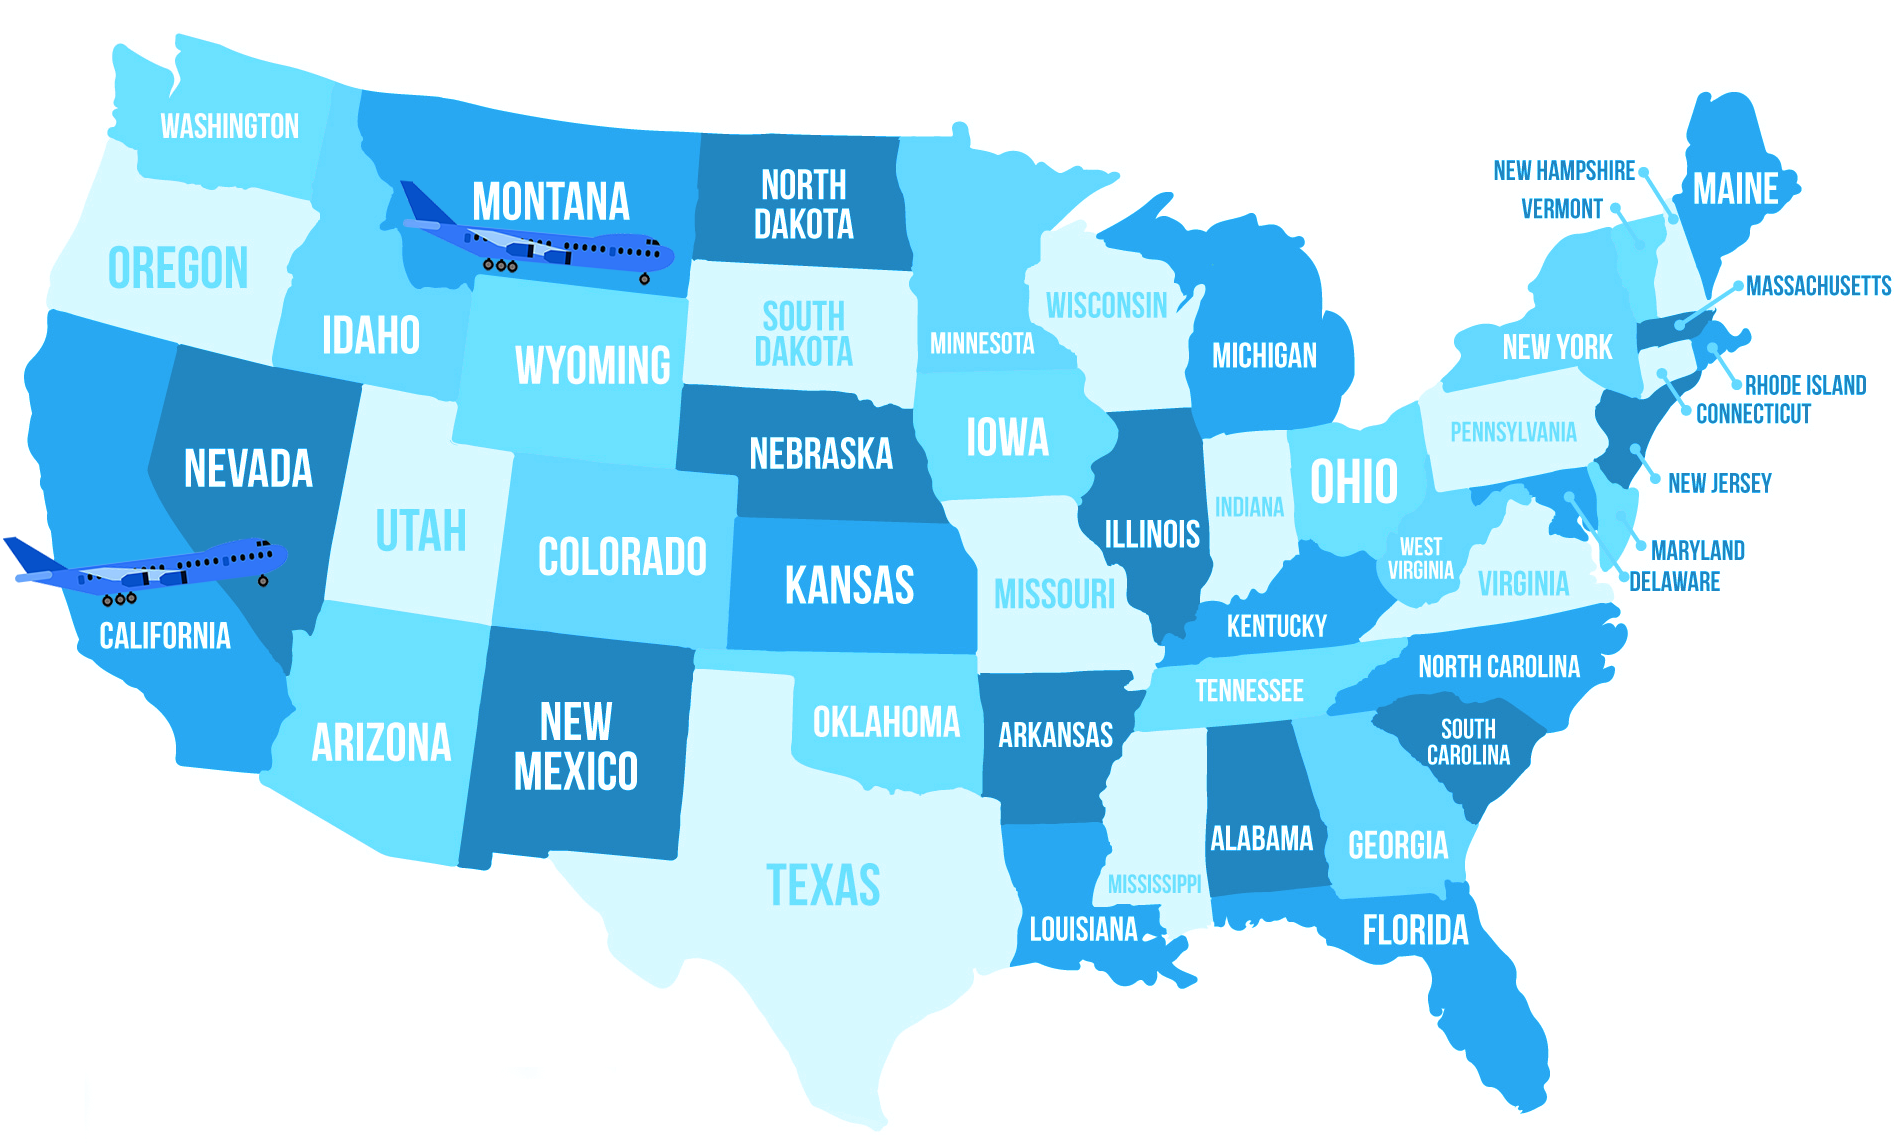 WASHINGTON
MONTANA
NORTH
DAKOTA
NEW HAMPSHIRE
MAINE
VERMONT
OREGON
IDAHO
WYOMING
SOUTH
DAKOTA
MINNESOTA
WISCONSIN
MICHIGAN
NEW YORK
MASSACHUSETTS
RHODE ISLAND
CONNECTICUT
NEVADA
UTAH
COLORADO
NEBRASKA
IOWA
ILLINOIS
INDIANA
OHIO
PENNSYLVANIA
NEW JERSEY
CALIFORNIA
KANSAS
MISSOURI
KENTUCKY
WEST
VIRGINIA
VIRGINIA
MARYLAND
DELAWARE
ARIZONA
NEW
MEXICO
OKLAHOMA
ARKANSAS
TENNESSEE
NORTH CAROLINA
SOUTH
CAROLINA
TEXAS
LOUISIANA
MISSISSIPPI
ALABAMA
GEORGIA
FLORIDA